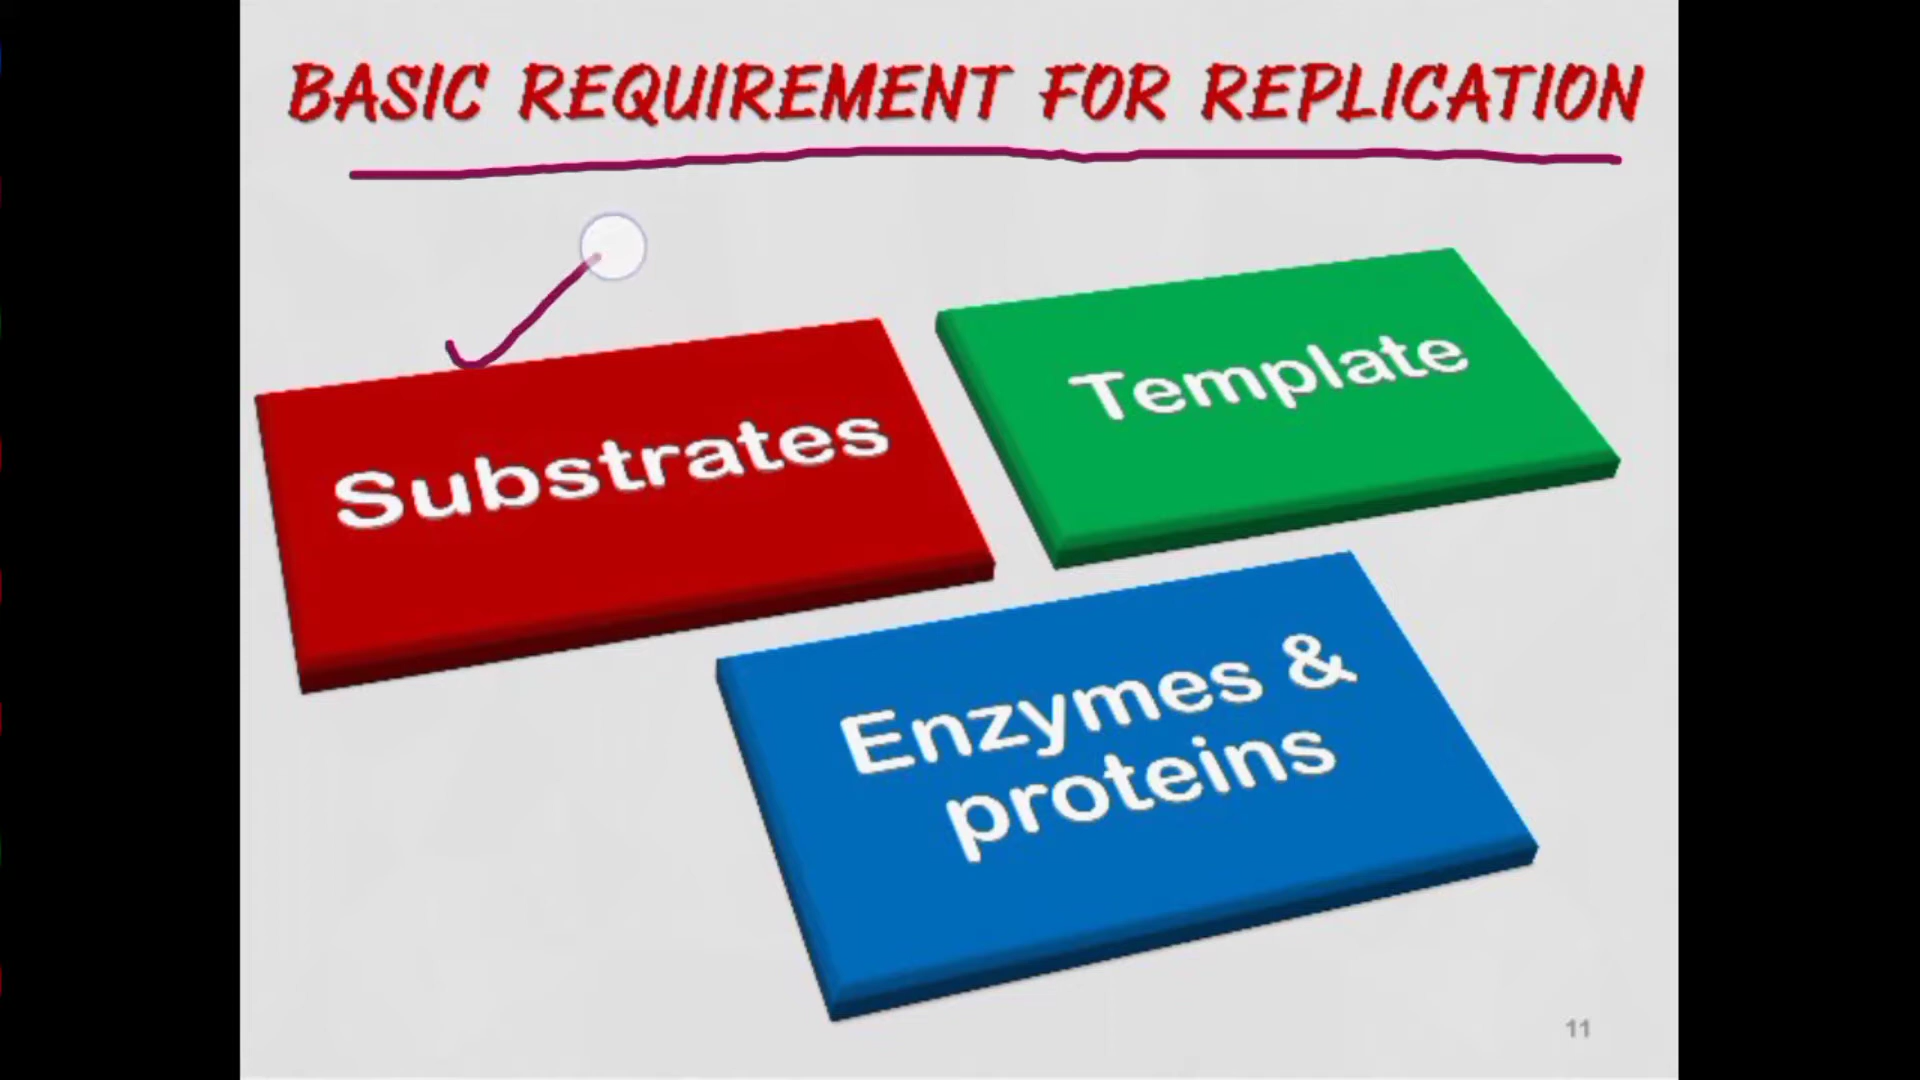 BASIC REQUIREMENT FOR REPLICATION
Substrates
Template
Enzymes &
proteins
11